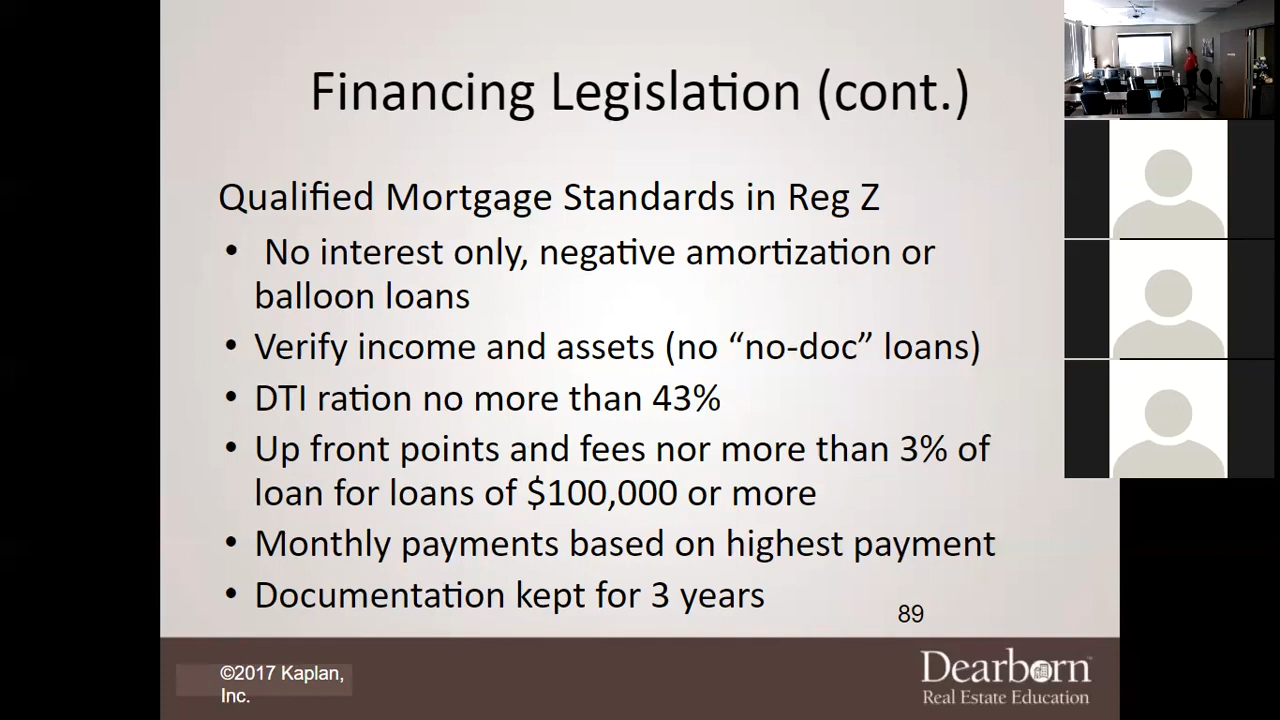 Financing Legislation (cont.)
Qualified Mortgage Standards in Reg Z
• No interest only, negative amortization or
balloon loans
• Verify income and assets (no “no-doc” loans)
• DTI ration no more than 43%
• Up front points and fees nor more than 3% of
loan for loans of $100,000 or more
• Monthly payments based on highest payment
• Documentation kept for 3 years
89
©2017 Kaplan,
Inc.
Dearborn
Real Estate Education